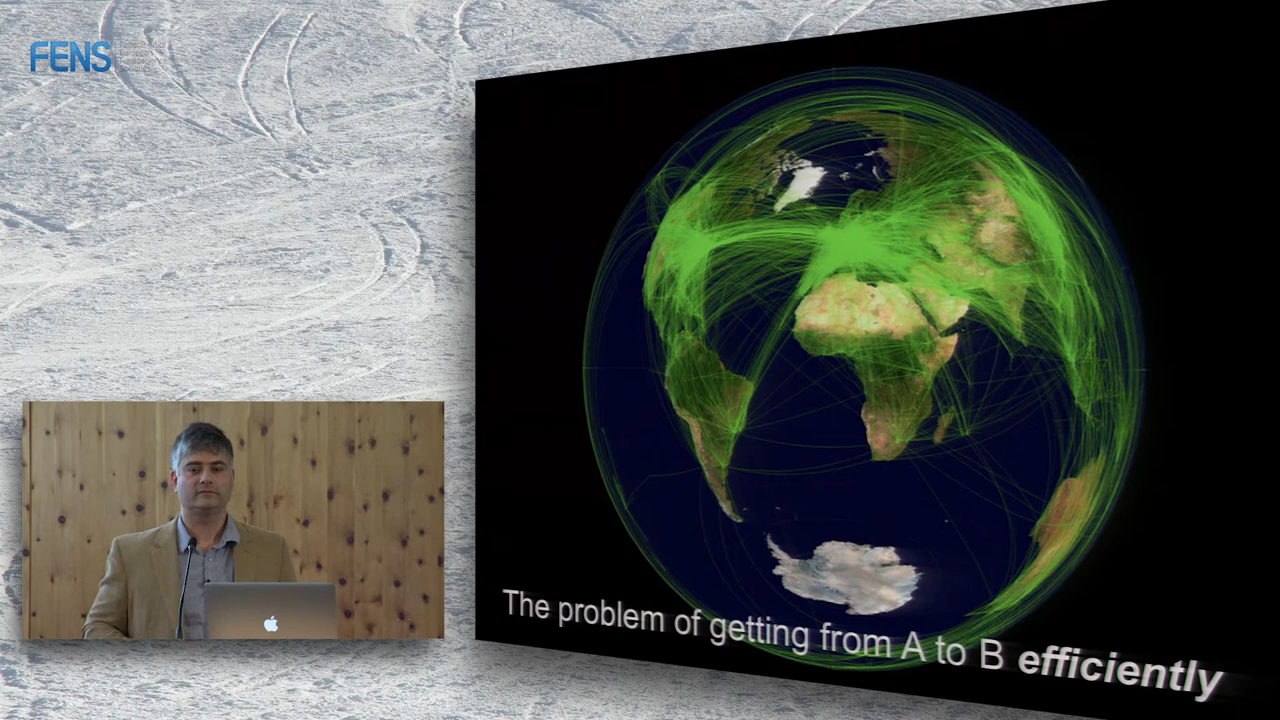 FENS
The problem of getting from A to B efficiently